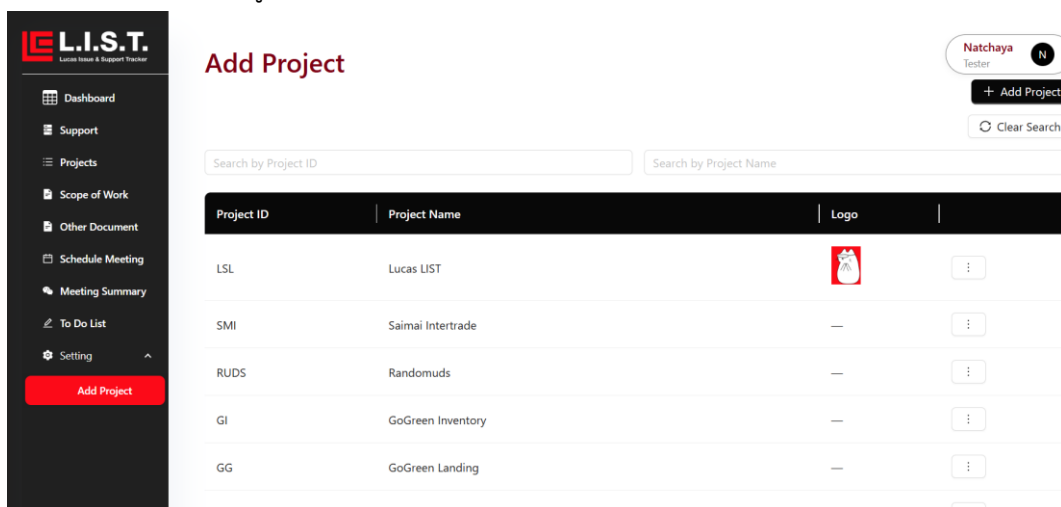 L.I.S.T.
Lucas Issue & Support Tracker
Dashboard
Support
Projects
Scope of Work
Other Document
Schedule Meeting
Meeting Summary
To Do List
Setting
Add Project
Add Project
Natchaya
Tester
N
+ Add Project
Clear Search
Search by Project ID
Search by Project Name
Project ID Project Name Logo
LSL Lucas LIST
SMI Saimai Intertrade —
RUDS Randomuds —
GI GoGreen Inventory —
GG GoGreen Landing —